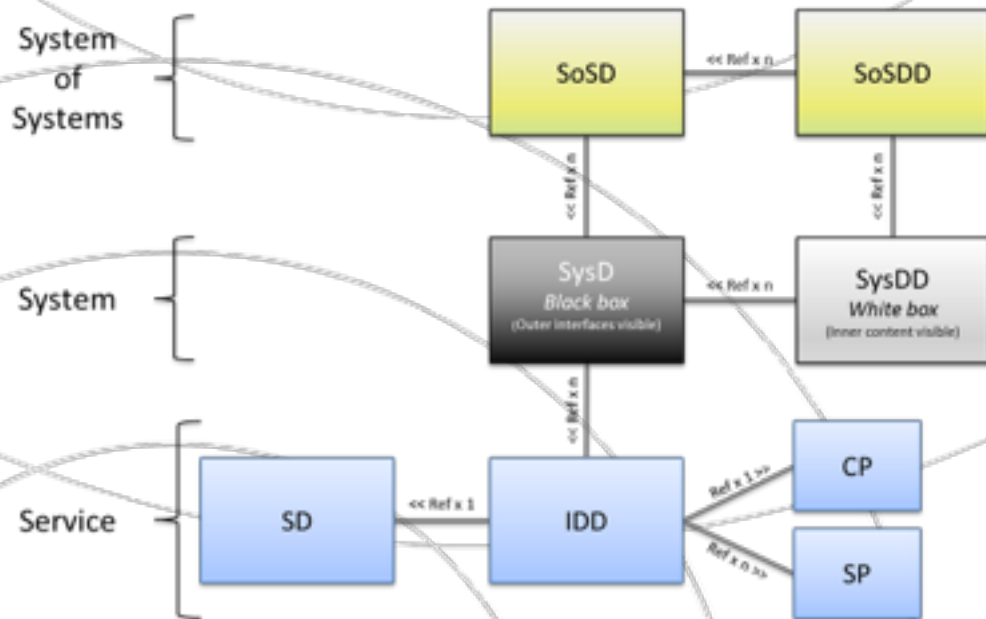 System
of
Systems
SoSD
<< Ref x n
SoSDD
<< Ref x n
<< Ref x n
System
SysD
Black box
(Outer interfaces visible)
<< Ref x n
SysDD
White box
(Inner content visible)
<< Ref x n
Service
SD
<< Ref x 1
IDD
Ref x 1 >>
CP
Ref x n >>
SP